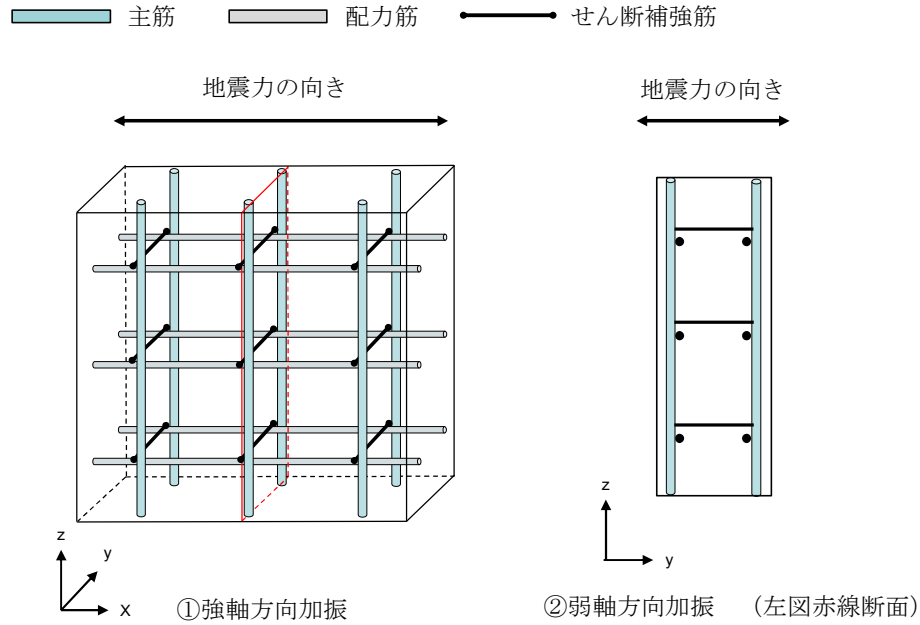 主筋 配力筋 せん断補強筋
地震力の向き
地震力の向き
z
y
x
①強軸方向加振
z
y
②弱軸方向加振 (左図赤線断面)